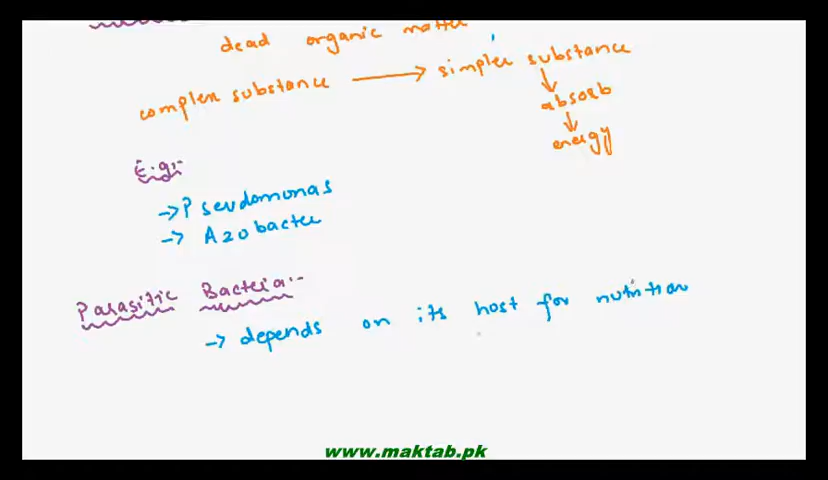 dead organic matter
complex substance → simpler substance
↓
absorb
↓
energy
E.g:-
→ Pseudomonas
→ Azobacter
Parasitic Bacteria:-
→ depends on its host for nutrition
www.maktab.pk